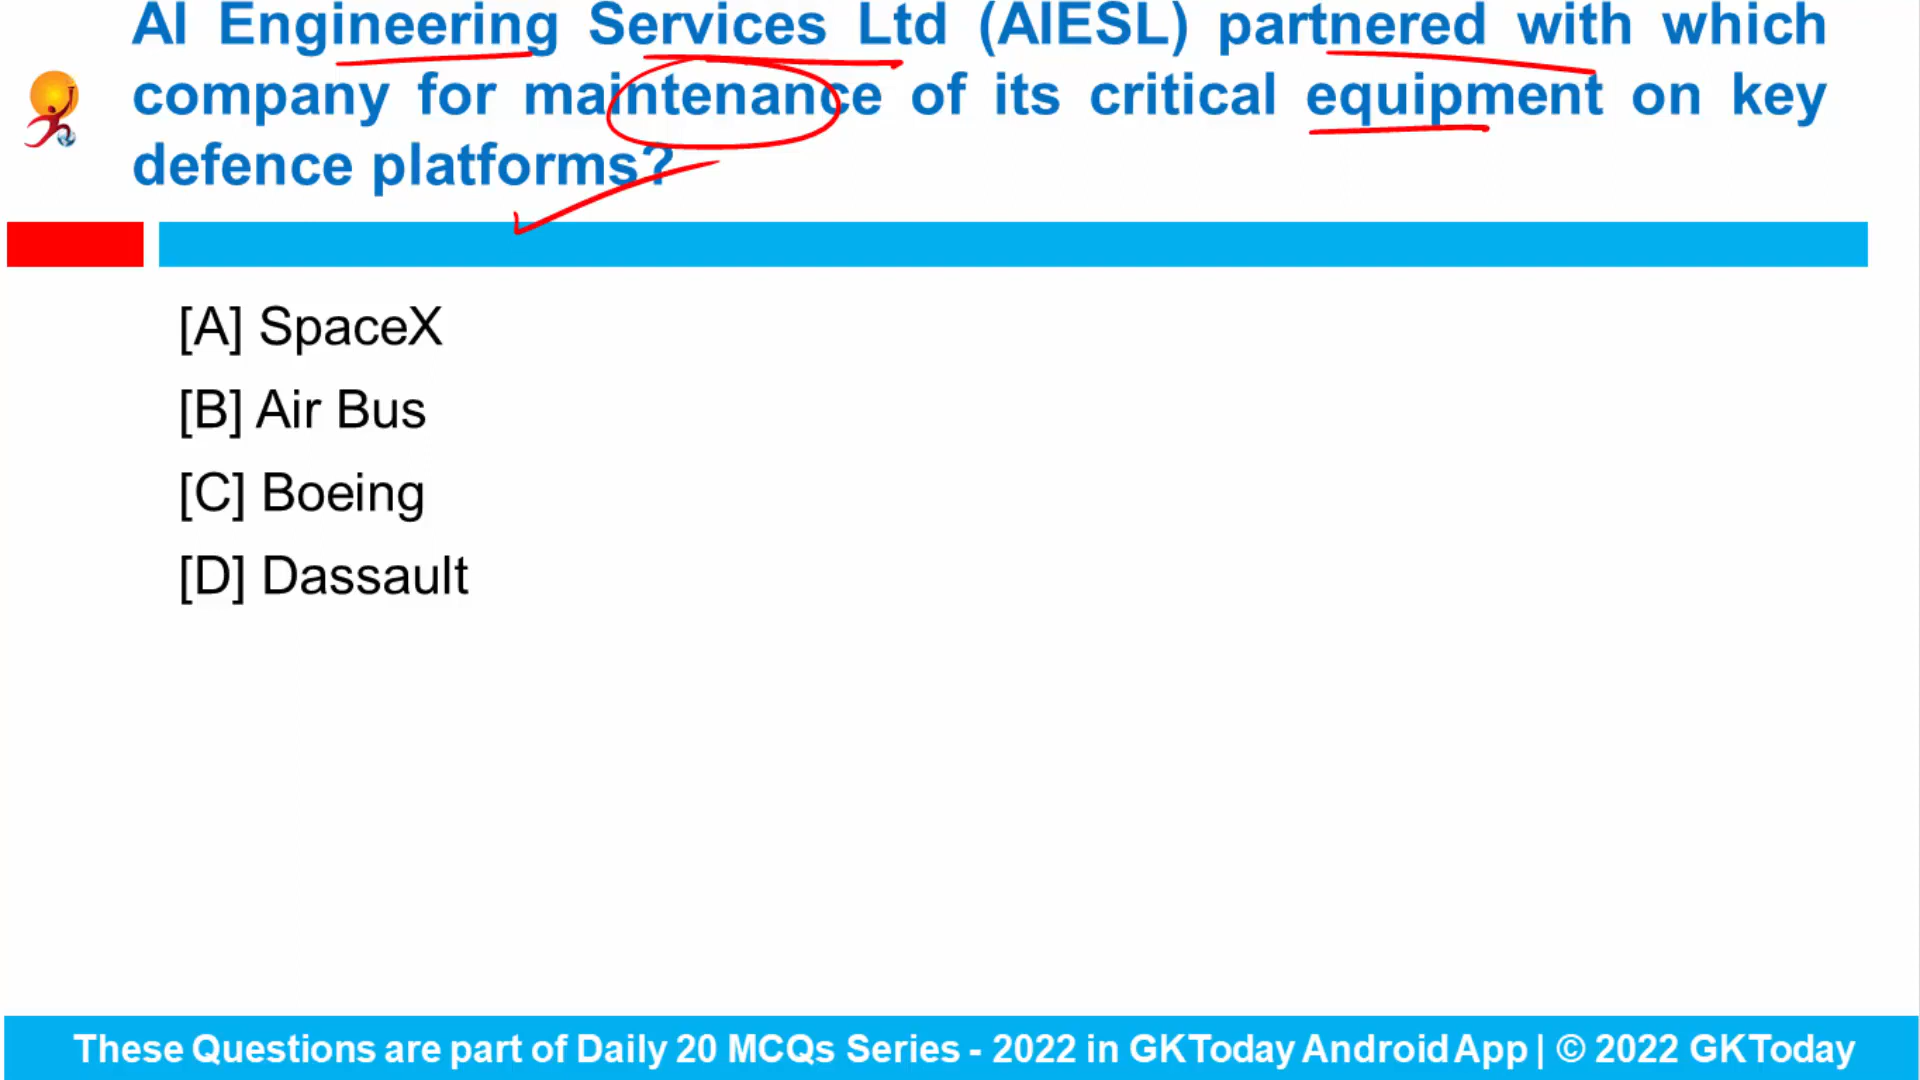 AI Engineering Services Ltd (AIESL) partnered with which
company for maintenance of its critical equipment on key
defence platforms?
[A] SpaceX
[B] Air Bus
[C] Boeing
[D] Dassault
These Questions are part of Daily 20 MCQs Series - 2022 in GKToday Android App | © 2022 GKToday